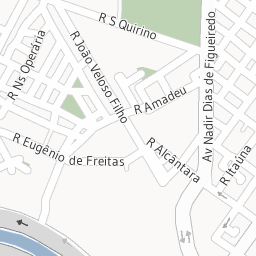 R S Quirino
R João Veloso Filho
R Ns Operária
Av Nadir Dias de Figueiredo
R Amadeu
R Eugênio de Freitas
R Alcântara
R Itaúna